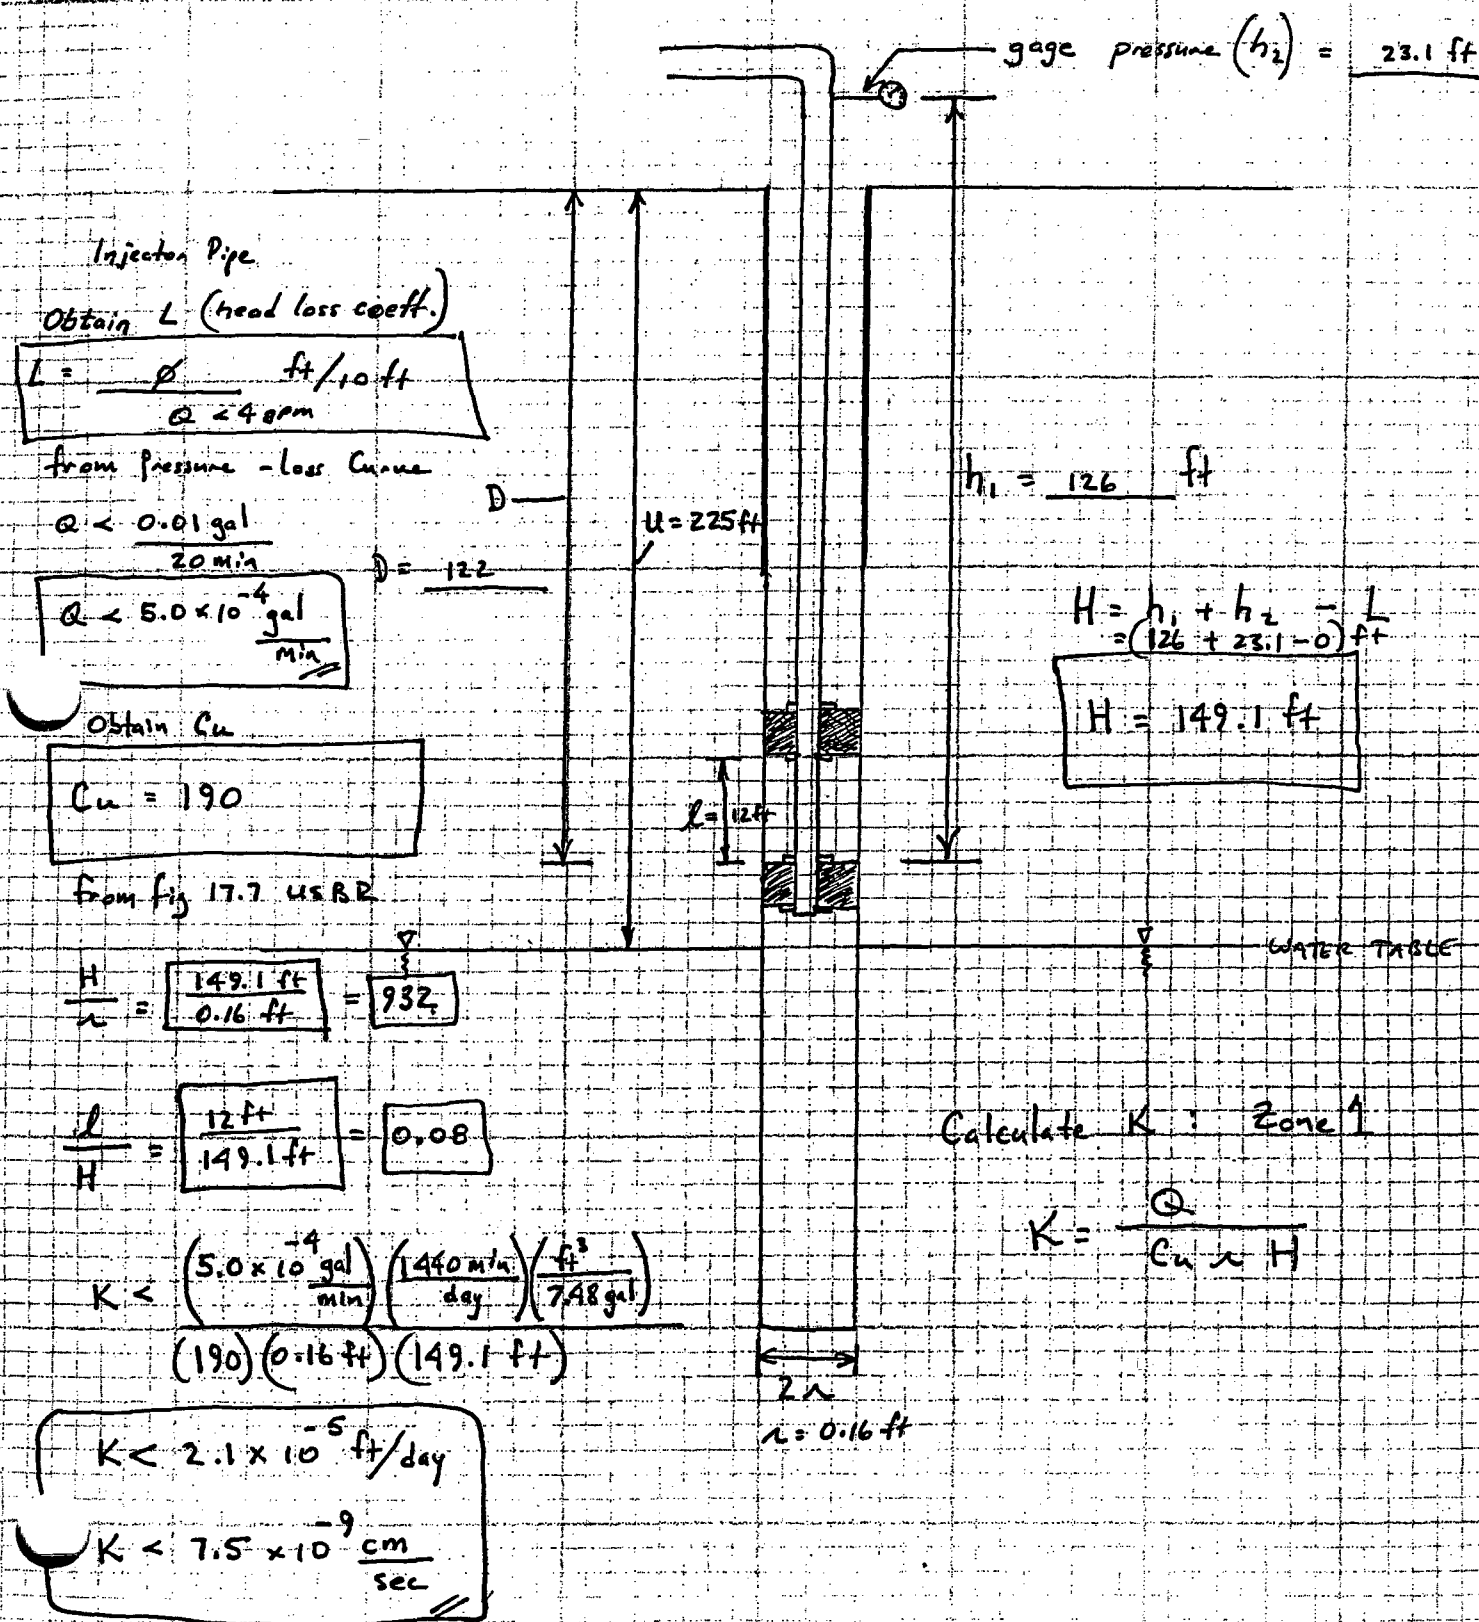 gage pressure (h₂) = 23.1 ft
Injection Pipe
Obtain L (head loss coeff.)
L = ∅ ft/10 ft
Q < 4 gpm
from Pressure - Loss Curve
Q < 0.01 gal / 20 min
Q < 5.0 x 10⁻⁴ gal/min
D
D = 122
U = 225 ft
h₁ = 126 ft
H = h₁ + h₂ - L
= (126 + 23.1 - 0) ft
H = 149.1 ft
Obtain Cu
Cu = 190
from fig 17.7 USBR
l = 12 ft
WATER TABLE
H/r = 149.1 ft / 0.16 ft = 932
l/H = 12 ft / 149.1 ft = 0.08
Calculate K : Zone 1
K = Q / Cu r H
K < (5.0 x 10⁻⁴ gal/min) (1440 min/day) (ft³/7.48 gal) / (190) (0.16 ft) (149.1 ft)
2r
r = 0.16 ft
K < 2.1 x 10⁻⁵ ft/day
K < 7.5 x 10⁻⁹ cm/sec